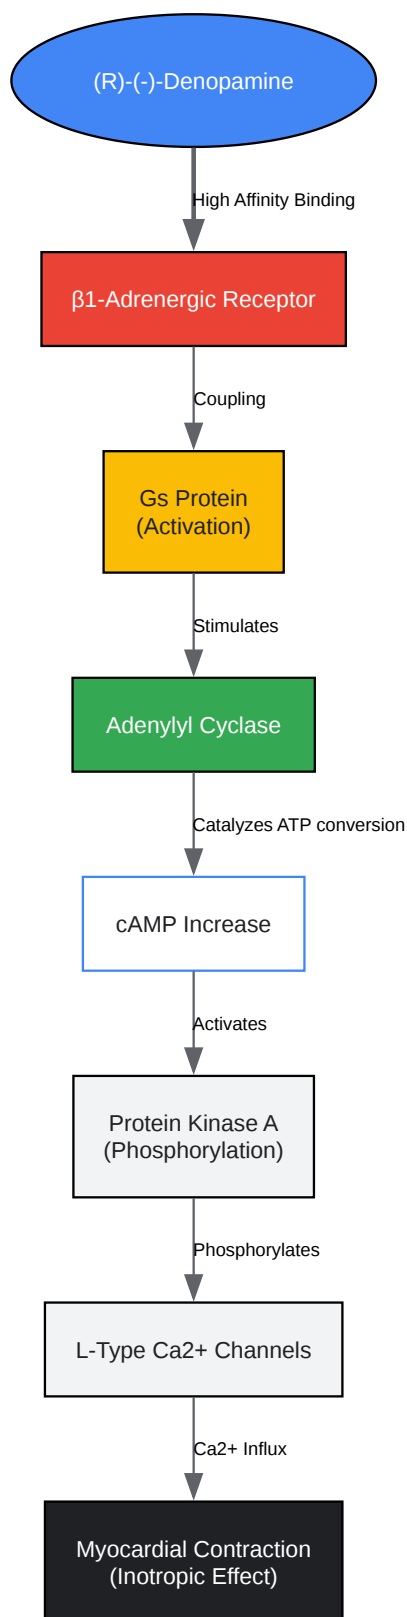 (R)-(-)-Denopamine
High Affinity Binding
β1-Adrenergic Receptor
Coupling
Gs Protein
(Activation)
Stimulates
Adenylyl Cyclase
Catalyzes ATP conversion
cAMP Increase
Activates
Protein Kinase A
(Phosphorylation)
Phosphorylates
L-Type Ca2+ Channels
Ca2+ Influx
Myocardial Contraction
(Inotropic Effect)